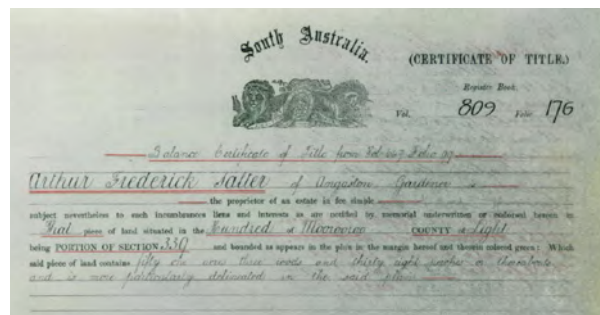 South Australia.
(CERTIFICATE OF TITLE.)
Register Book,
Vol. 809 Folio 176
Balance Certificate of Title from Vol Folio
Arthur Frederick Salter of Angaston Gardener is
the proprietor of an estate in fee simple
subject nevertheless to such incumbrances liens and interests as are notified by memorial underwritten or endorsed hereon in
That piece of land situated in the Hundred of Moorooroo COUNTY of Light
being PORTION OF SECTION 330 and bounded as appears in the plan in the margin hereof and therein colored green: Which
said piece of land contains fifty one acres three roods and thirty eight perches or thereabouts
and is more particularly delineated in the said plan